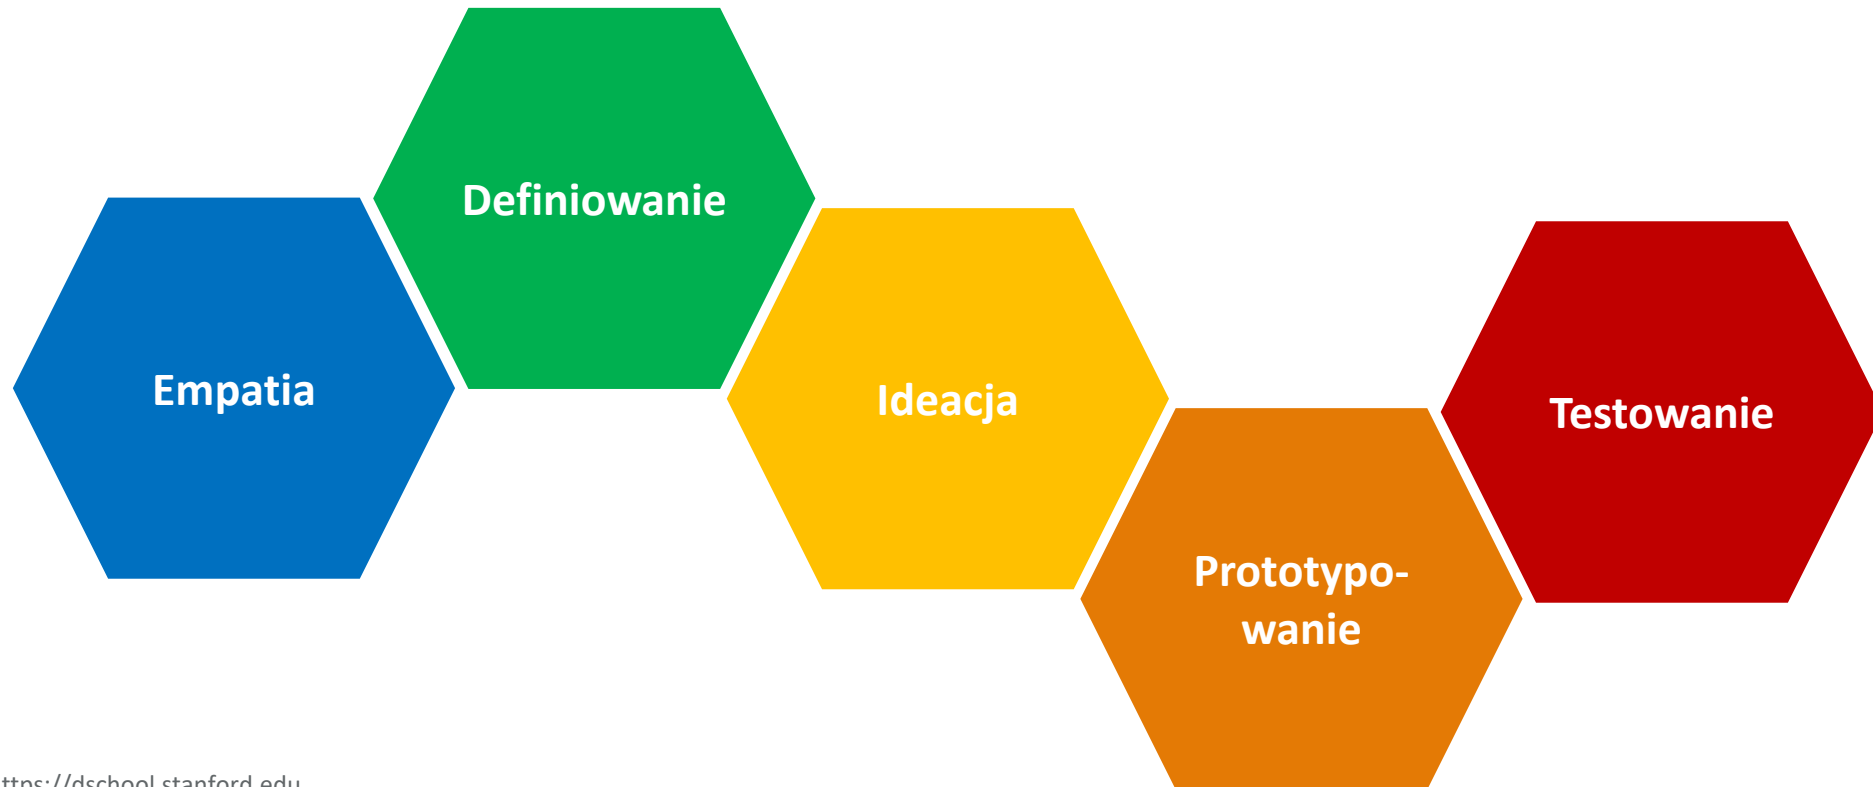 Empatia
Definiowanie
Ideacja
Prototypo-
wanie
Testowanie
ttps://dschool.stanford.edu